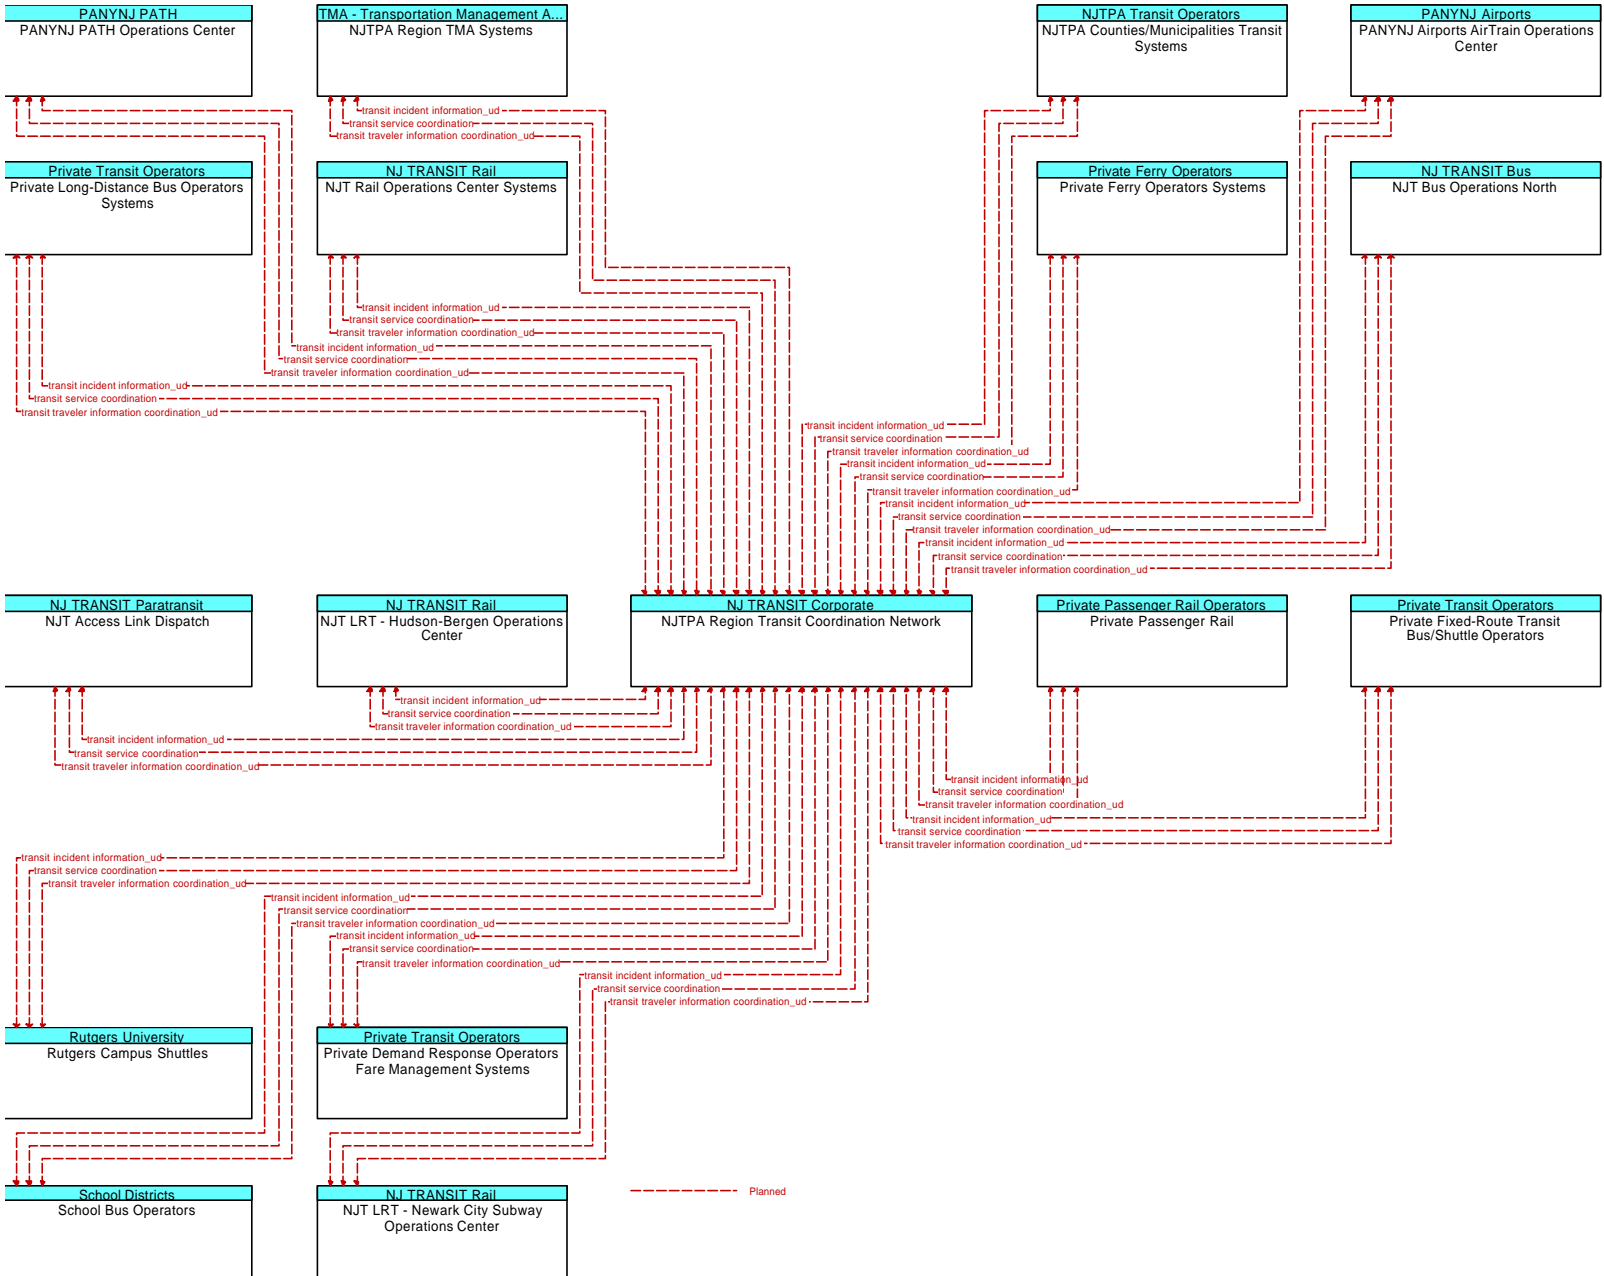 PANYNJ PATH
PANYNJ PATH Operations Center
TMA - Transportation Management A...
NJTPA Region TMA Systems
NJTPA Transit Operators
NJTPA Counties/Municipalities Transit
Systems
PANYNJ Airports
PANYNJ Airports AirTrain Operations
Center
transit incident information_ud
transit service coordination
transit traveler information coordination_ud
Private Transit Operators
Private Long-Distance Bus Operators
Systems
NJ TRANSIT Rail
NJT Rail Operations Center Systems
Private Ferry Operators
Private Ferry Operators Systems
NJ TRANSIT Bus
NJT Bus Operations North
transit incident information_ud
transit service coordination
transit traveler information coordination_ud
transit incident information_ud
transit service coordination
transit traveler information coordination_ud
transit incident information_ud
transit service coordination
transit traveler information coordination_ud
transit incident information_ud
transit service coordination
transit traveler information coordination_ud
transit incident information_ud
transit service coordination
transit traveler information coordination_ud
transit incident information_ud
transit service coordination
transit traveler information coordination_ud
transit incident information_ud
transit service coordination
transit traveler information coordination_ud
NJ TRANSIT Paratransit
NJT Access Link Dispatch
NJ TRANSIT Rail
NJT LRT - Hudson-Bergen Operations
Center
NJ TRANSIT Corporate
NJTPA Region Transit Coordination Network
Private Passenger Rail Operators
Private Passenger Rail
Private Transit Operators
Private Fixed-Route Transit
Bus/Shuttle Operators
transit incident information_ud
transit service coordination
transit traveler information coordination_ud
transit incident information_ud
transit service coordination
transit traveler information coordination_ud
transit incident information_ud
transit service coordination
transit traveler information coordination_ud
transit incident information_ud
transit service coordination
transit traveler information coordination_ud
transit incident information_ud
transit service coordination
transit traveler information coordination_ud
transit incident information_ud
transit service coordination
transit traveler information coordination_ud
transit incident information_ud
transit service coordination
transit traveler information coordination_ud
transit incident information_ud
transit service coordination
transit traveler information coordination_ud
Rutgers University
Rutgers Campus Shuttles
Private Transit Operators
Private Demand Response Operators
Fare Management Systems
School Districts
School Bus Operators
NJ TRANSIT Rail
NJT LRT - Newark City Subway
Operations Center
Planned